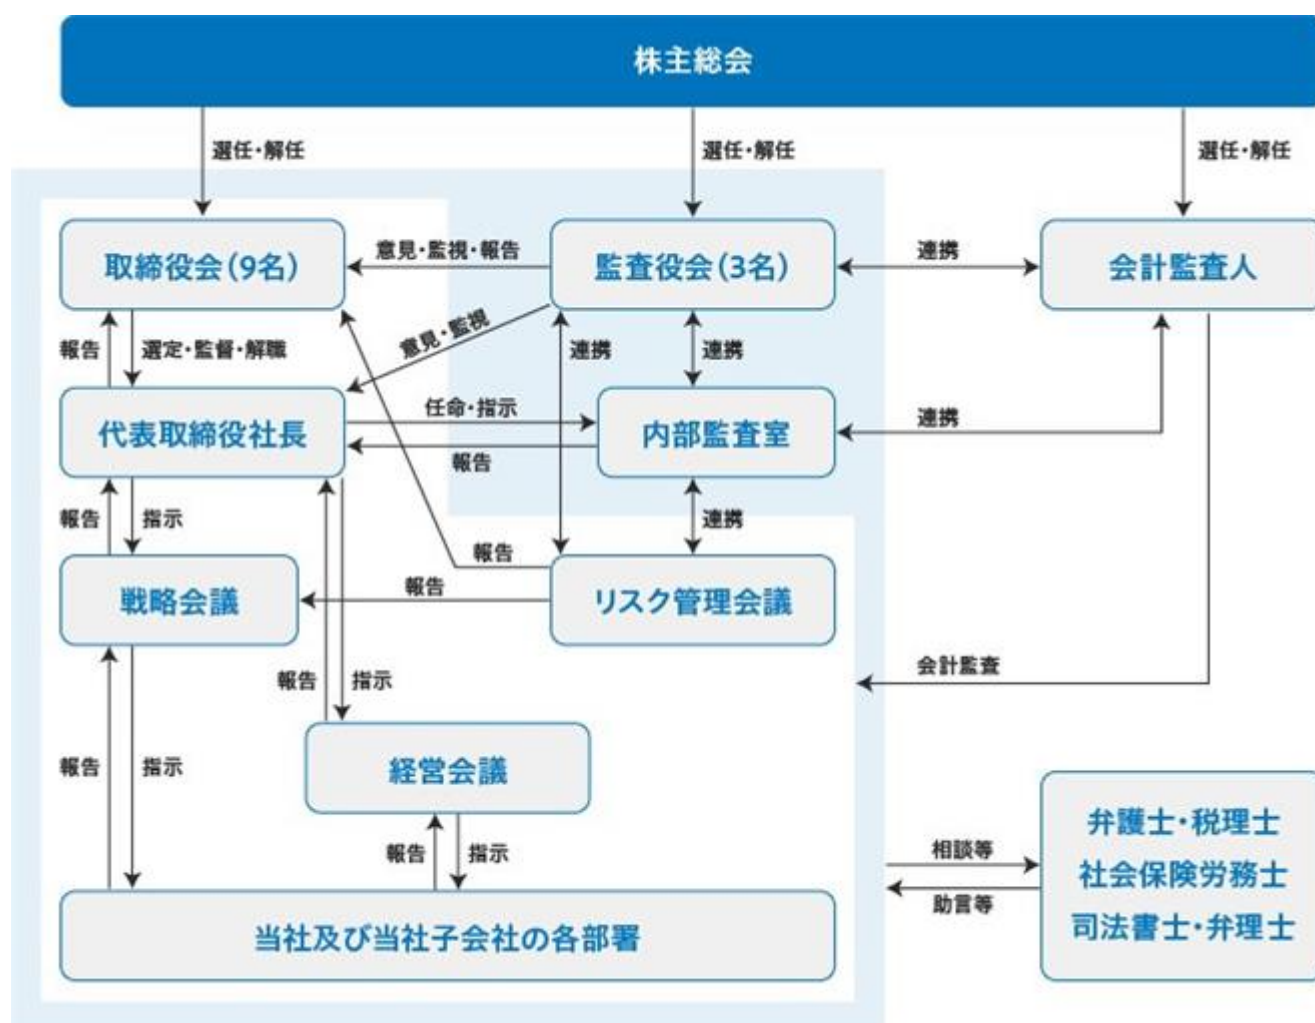 株主総会
選任・解任
選任・解任
選任・解任
取締役会(9名)
意見・監視・報告
監査役会(3名)
連携
会計監査人
報告
選定・監督・解職
意見・監視
連携
連携
代表取締役社長
任命・指示
報告
内部監査室
連携
報告
指示
連携
報告
戦略会議
報告
リスク管理会議
報告
指示
会計監査
経営会議
報告
指示
報告
指示
相談等
助言等
弁護士・税理士
社会保険労務士
司法書士・弁理士
当社及び当社子会社の各部署